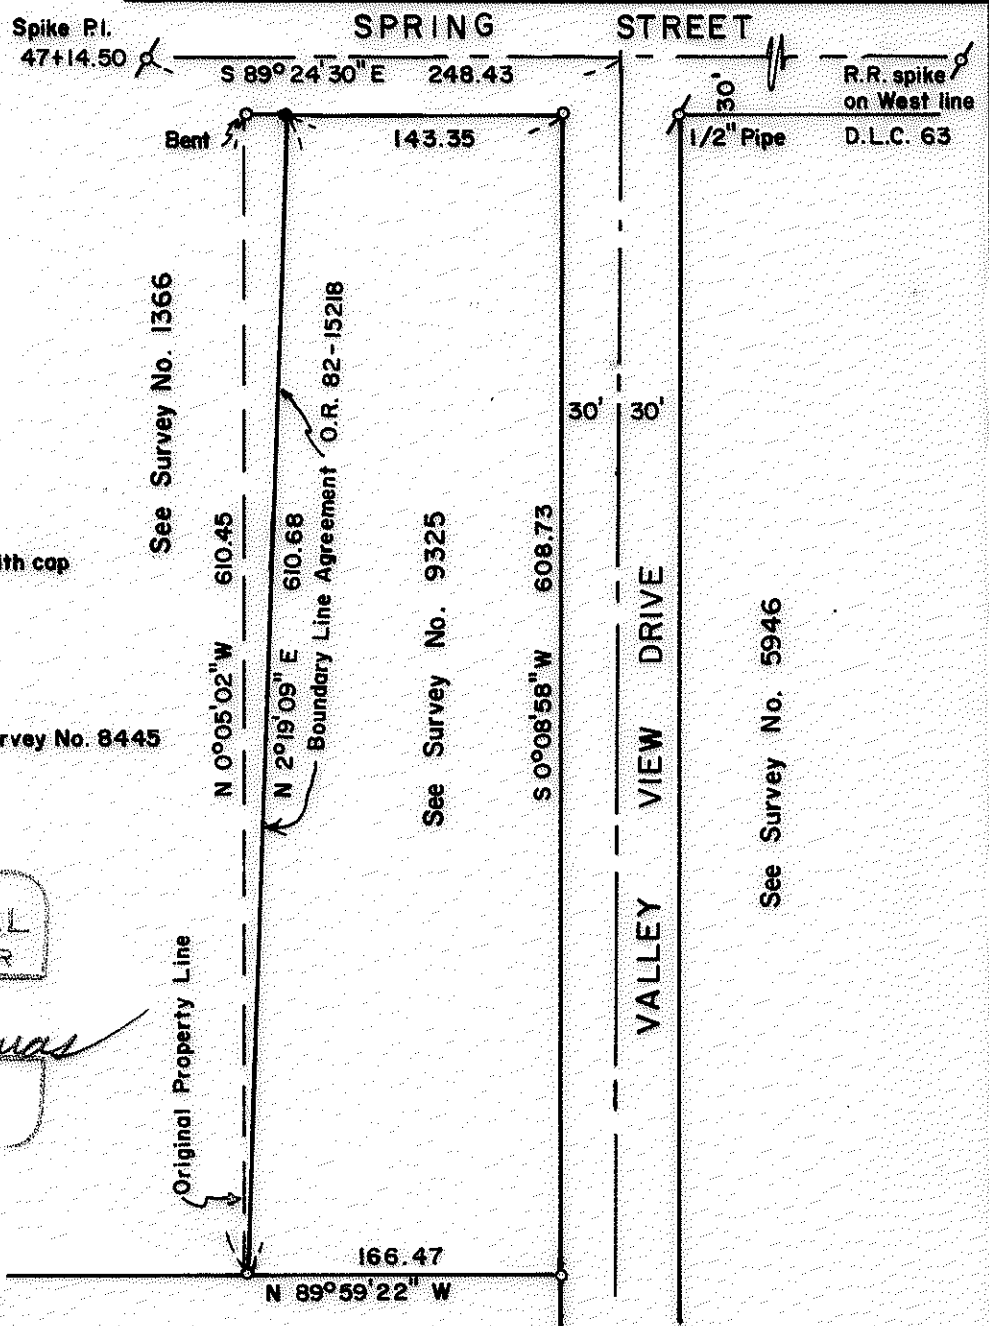 SPRING STREET
Spike P.I.
47+14.50
S 89° 24' 30" E 248.43
30'
R.R. spike
on West line
D.L.C. 63
Bent
143.35
1/2" Pipe
See Survey No. 1366
O.R. 82-15218
30' 30'
ith cap
610.45
610.68
Boundary Line Agreement
See Survey No. 9325
608.73
N 0°05'02" W
N 2°19'09" E
S 0°08'58" W
VALLEY VIEW DRIVE
See Survey No. 5946
rvey No. 8445
L
R
Original Property Line
166.47
N 89°59'22" W